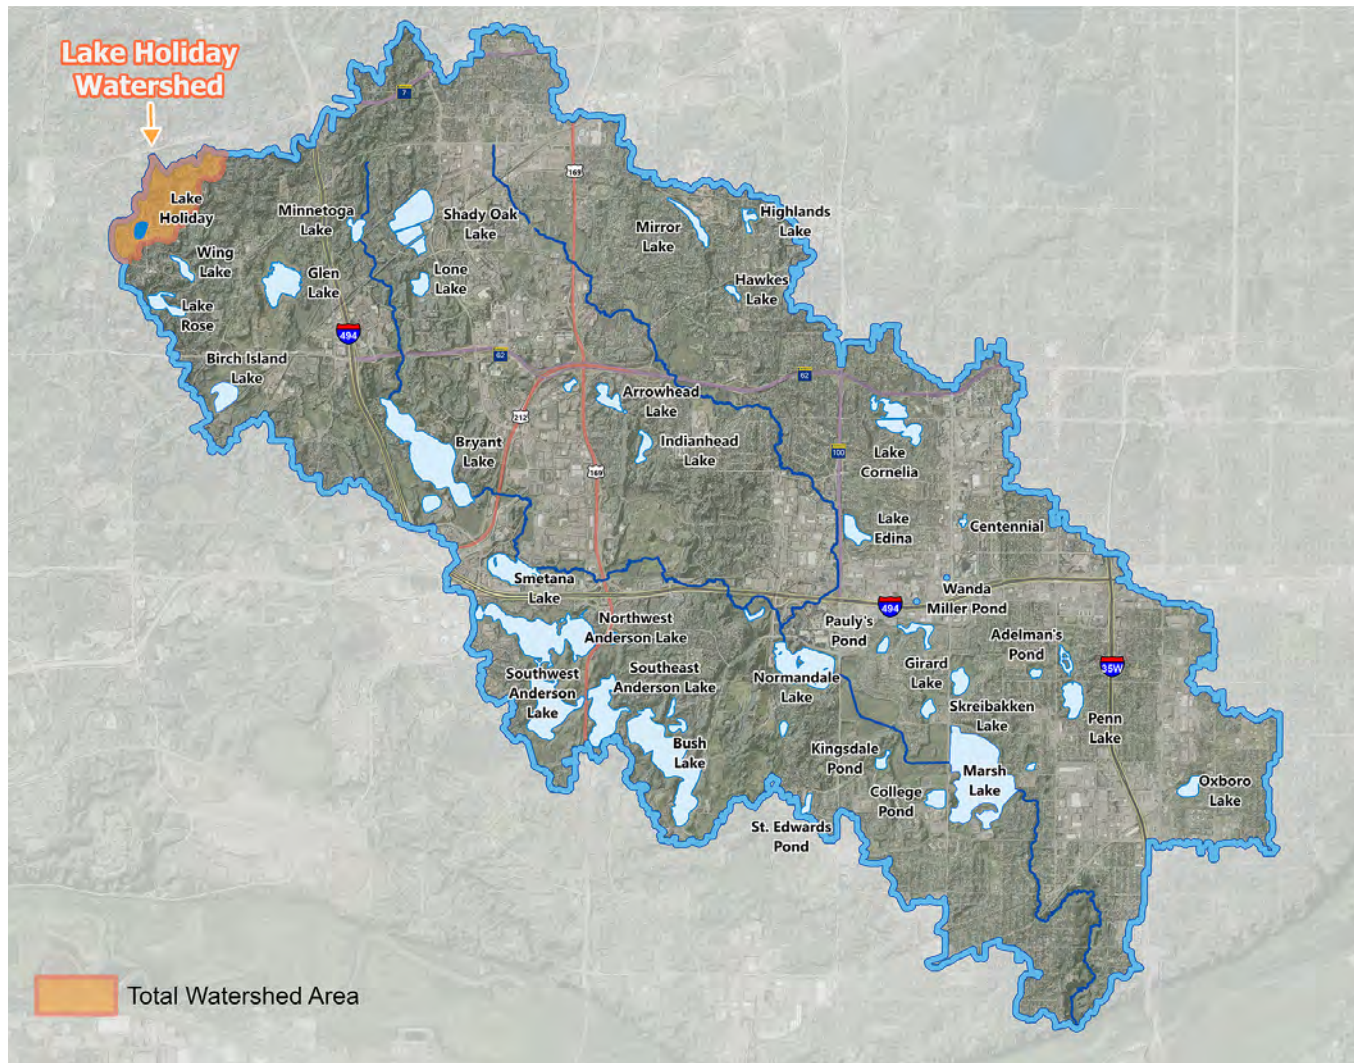 Lake Holiday
Watershed
7
169
Lake
Holiday
Minnetoga
Lake
Shady Oak
Lake
Mirror
Lake
Highlands
Lake
Wing
Lake
Glen
Lake
Lone
Lake
Hawkes
Lake
Lake
Rose
494
Birch Island
Lake
62
62
Arrowhead
Lake
212
Bryant
Lake
Indianhead
Lake
169
100
Lake
Cornelia
Lake
Edina
Centennial
Smetana
Lake
Wanda
Miller Pond
494
Northwest
Anderson Lake
Pauly's
Pond
Adelman's
Pond
35W
Southwest
Anderson
Lake
Southeast
Anderson Lake
Normandale
Lake
Girard
Lake
Skreibakken
Lake
Penn
Lake
Bush
Lake
Kingsdale
Pond
Marsh
Lake
College
Pond
Oxboro
Lake
St. Edwards
Pond
Total Watershed Area